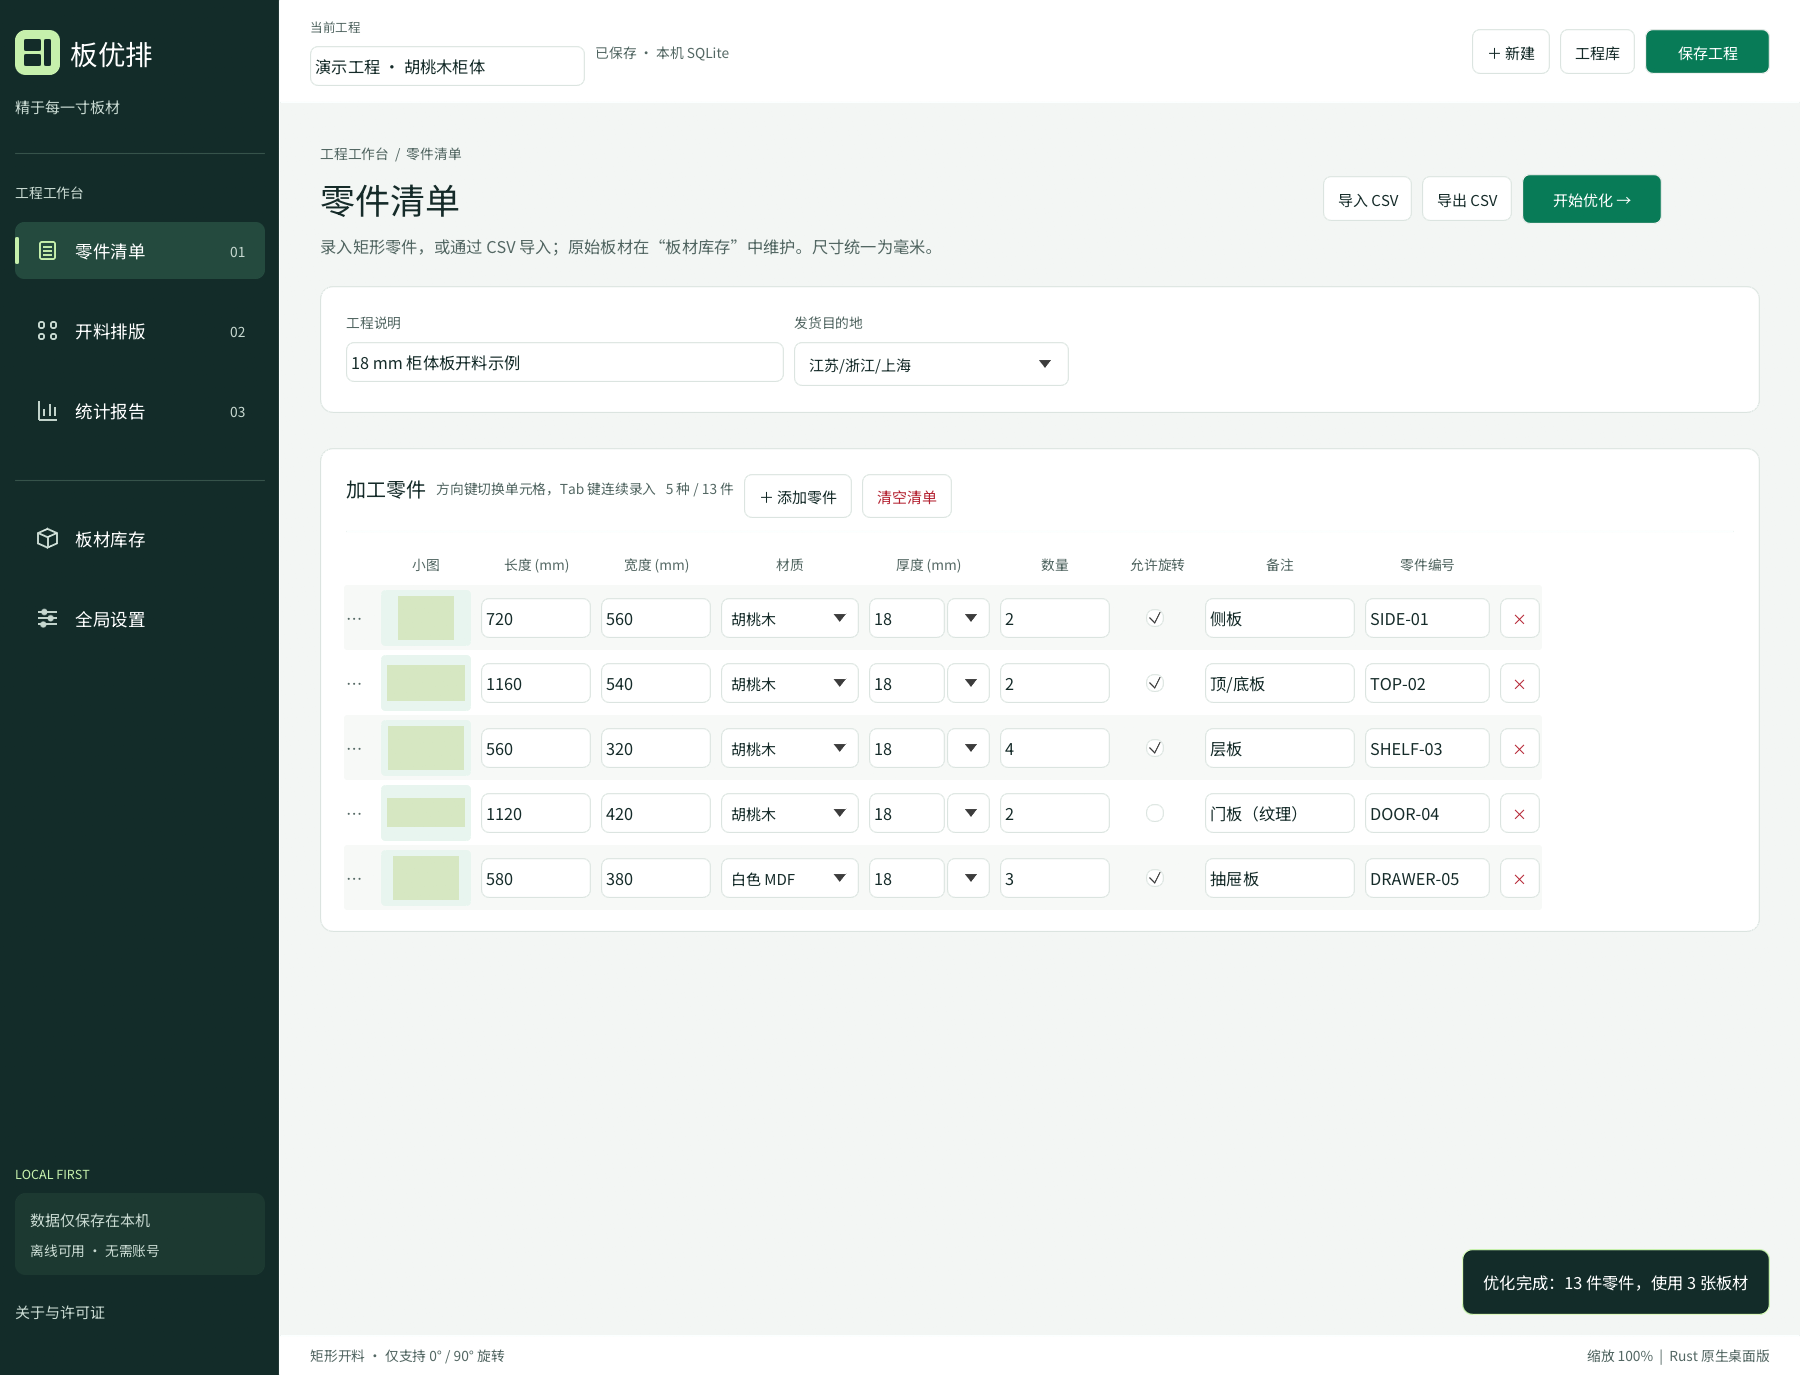 板优排
精于每一寸板材
工程工作台
零件清单 01
开料排版 02
统计报告 03
板材库存
全局设置
LOCAL FIRST
数据仅保存在本机
离线可用 · 无需账号
关于与许可证
当前工程
演示工程 · 胡桃木柜体 已保存 · 本机 SQLite
+ 新建 工程库 保存工程
工程工作台 / 零件清单
零件清单
导入 CSV 导出 CSV 开始优化 →
录入矩形零件，或通过 CSV 导入；原始板材在“板材库存”中维护。尺寸统一为毫米。
工程说明 发货目的地
18 mm 柜体板开料示例 江苏/浙江/上海
加工零件 方向键切换单元格，Tab 键连续录入 5 种 / 13 件 + 添加零件 清空清单
小图 长度 (mm) 宽度 (mm) 材质 厚度 (mm) 数量 允许旋转 备注 零件编号
··· 720 560 胡桃木 18 2 ✓ 侧板 SIDE-01 ×
··· 1160 540 胡桃木 18 2 ✓ 顶/底板 TOP-02 ×
··· 560 320 胡桃木 18 4 ✓ 层板 SHELF-03 ×
··· 1120 420 胡桃木 18 2 门板（纹理） DOOR-04 ×
··· 580 380 白色 MDF 18 3 ✓ 抽屉板 DRAWER-05 ×
优化完成：13 件零件，使用 3 张板材
矩形开料 · 仅支持 0° / 90° 旋转
缩放 100% | Rust 原生桌面版